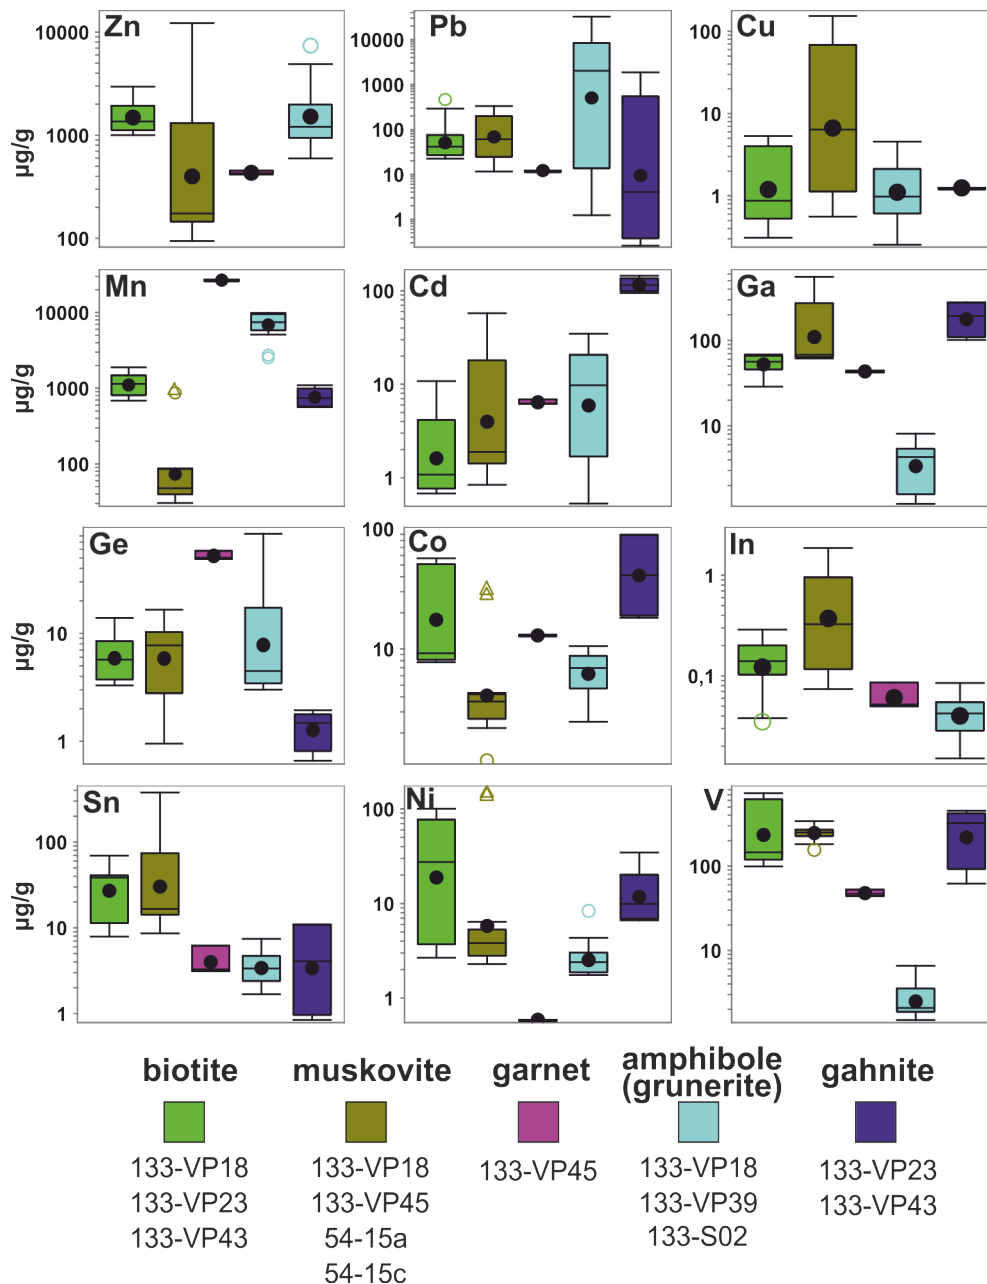 Zn Pb Cu
10000 10000 100
µg/g 1000 1000 10
100 100 1
10
1
Mn Cd Ga
10000 100 100
µg/g 1000 10 10
100 1
Ge Co In
100 1
µg/g 10 10 0,1
1
Sn Ni V
100 100 100
µg/g 10 10 10
1 1
biotite muskovite garnet amphibole (grunerite) gahnite
133-VP18 133-VP18 133-VP45 133-VP18 133-VP23
133-VP23 133-VP45 133-VP39 133-VP43
133-VP43 54-15a 133-S02
54-15c